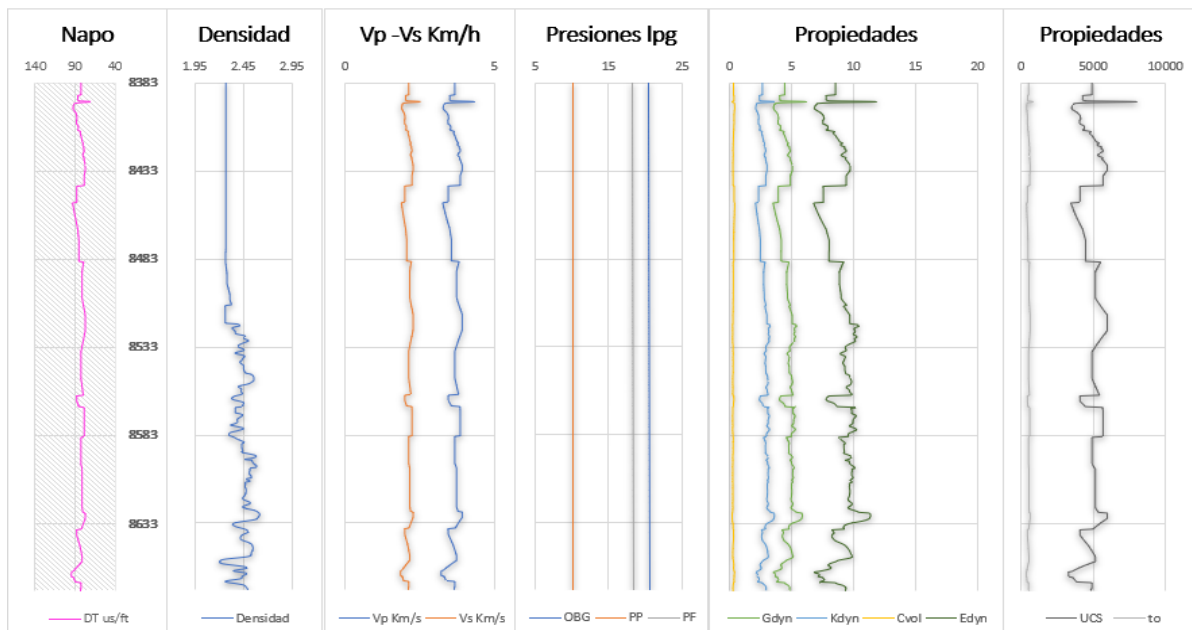 Napo
Densidad
Vp -Vs Km/h
Presiones lpg
Propiedades
Propiedades
140 90 40
1.95 2.45 2.95
0 5
5 15 25
0 5 10 15 20
0 5000 10000
8383
8433
8483
8533
8583
8633
DT us/ft
Densidad
Vp Km/s Vs Km/s
OBG PP PF
Gdyn Kdyn Cvol Edyn
UCS to